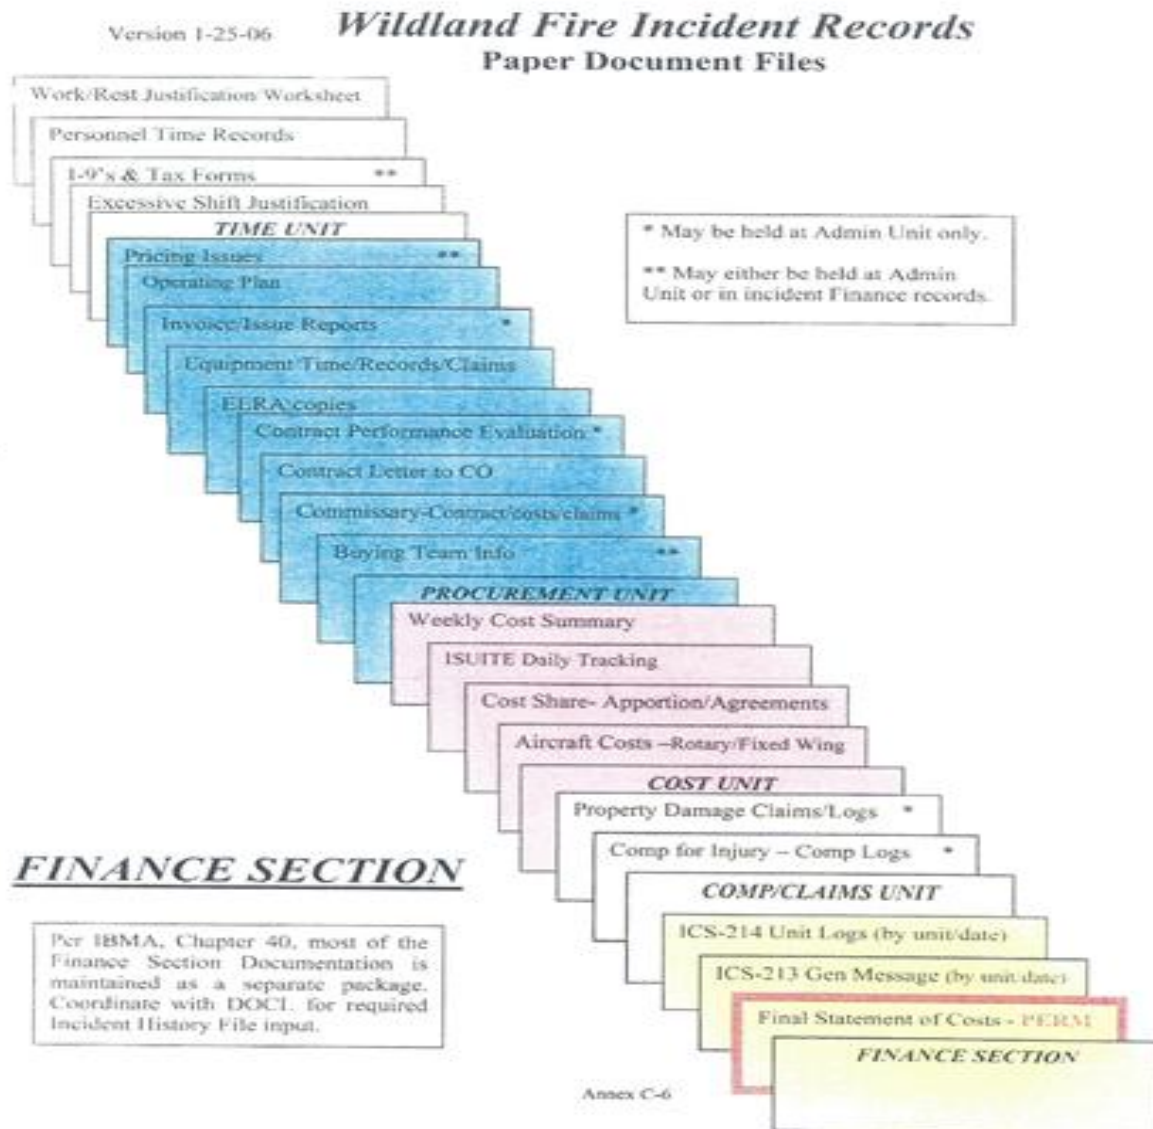 Version 1-25-06
Wildland Fire Incident Records
Paper Document Files
Work/Rest Justification Worksheet
Personnel Time Records
I-9's & Tax Forms **
Excessive Shift Justification
TIME UNIT
Pricing Issues **
Operating Plan
Invoice/Issue Reports *
Equipment Time/Records/Claims
EERA copies
Contract Performance Evaluation *
Contract Letter to CO
Commissary-Contract/costs/claims *
Buying Team Info **
PROCUREMENT UNIT
Weekly Cost Summary
ISUITE Daily Tracking
Cost Share- Apportion/Agreements
Aircraft Costs –Rotary/Fixed Wing
COST UNIT
Property Damage Claims/Logs *
Comp for Injury – Comp Logs *
COMP/CLAIMS UNIT
ICS-214 Unit Logs (by unit/date)
ICS-213 Gen Message (by unit/date)
Final Statement of Costs - PERM
FINANCE SECTION
* May be held at Admin Unit only.
** May either be held at Admin
Unit or in incident Finance records.
FINANCE SECTION
Per IBMA, Chapter 40, most of the
Finance Section Documentation is
maintained as a separate package.
Coordinate with DOCL for required
Incident History File input.
Annex C-6